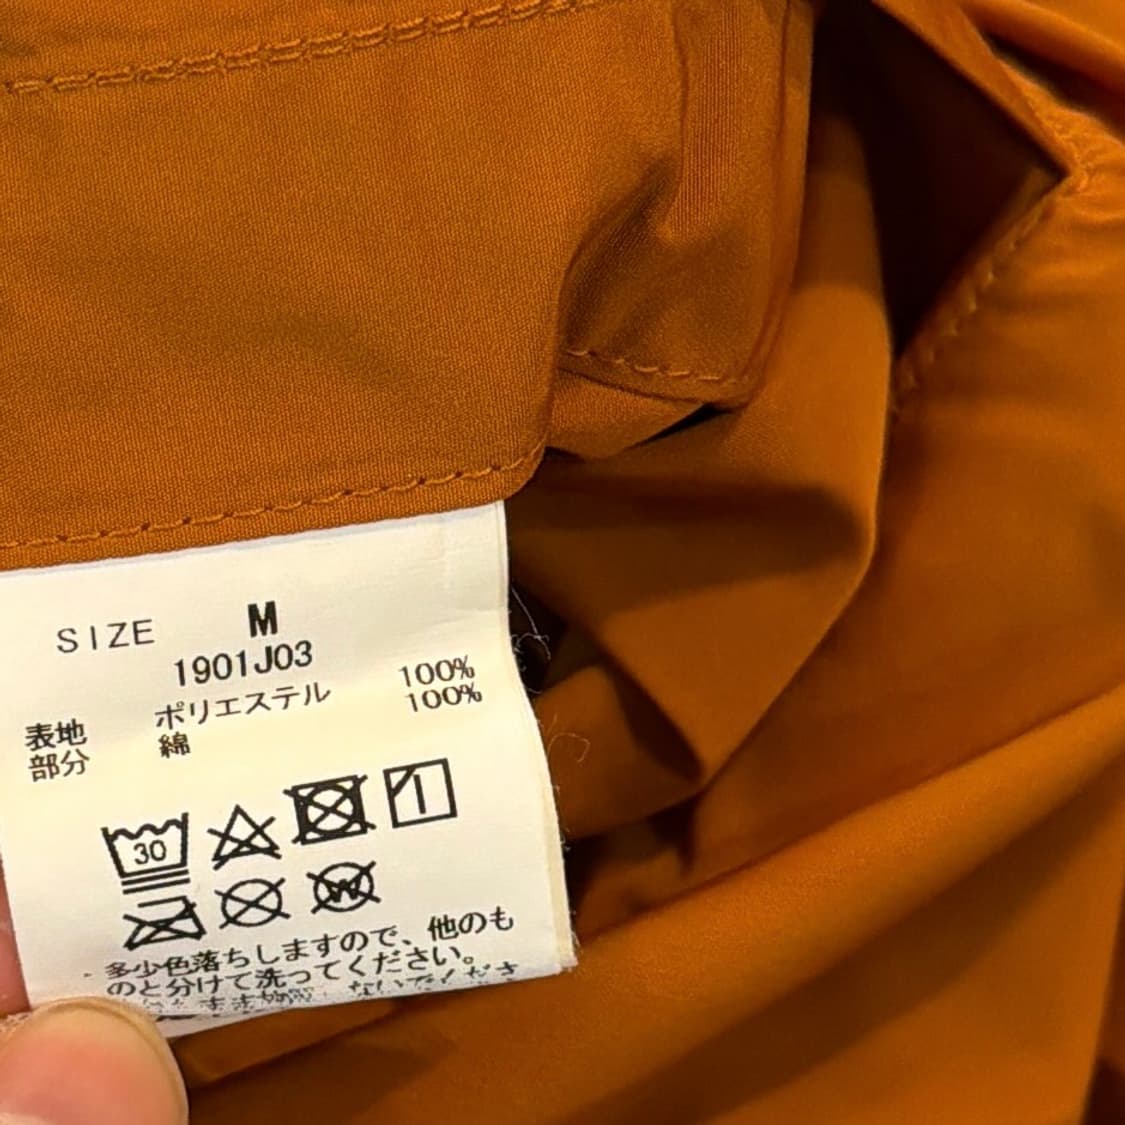 SIZE M
1901J03
表地 ポリエステル 100%
部分 綿 100%
30
W
多少色落ちしますので、他のも
のと分けて洗ってください。